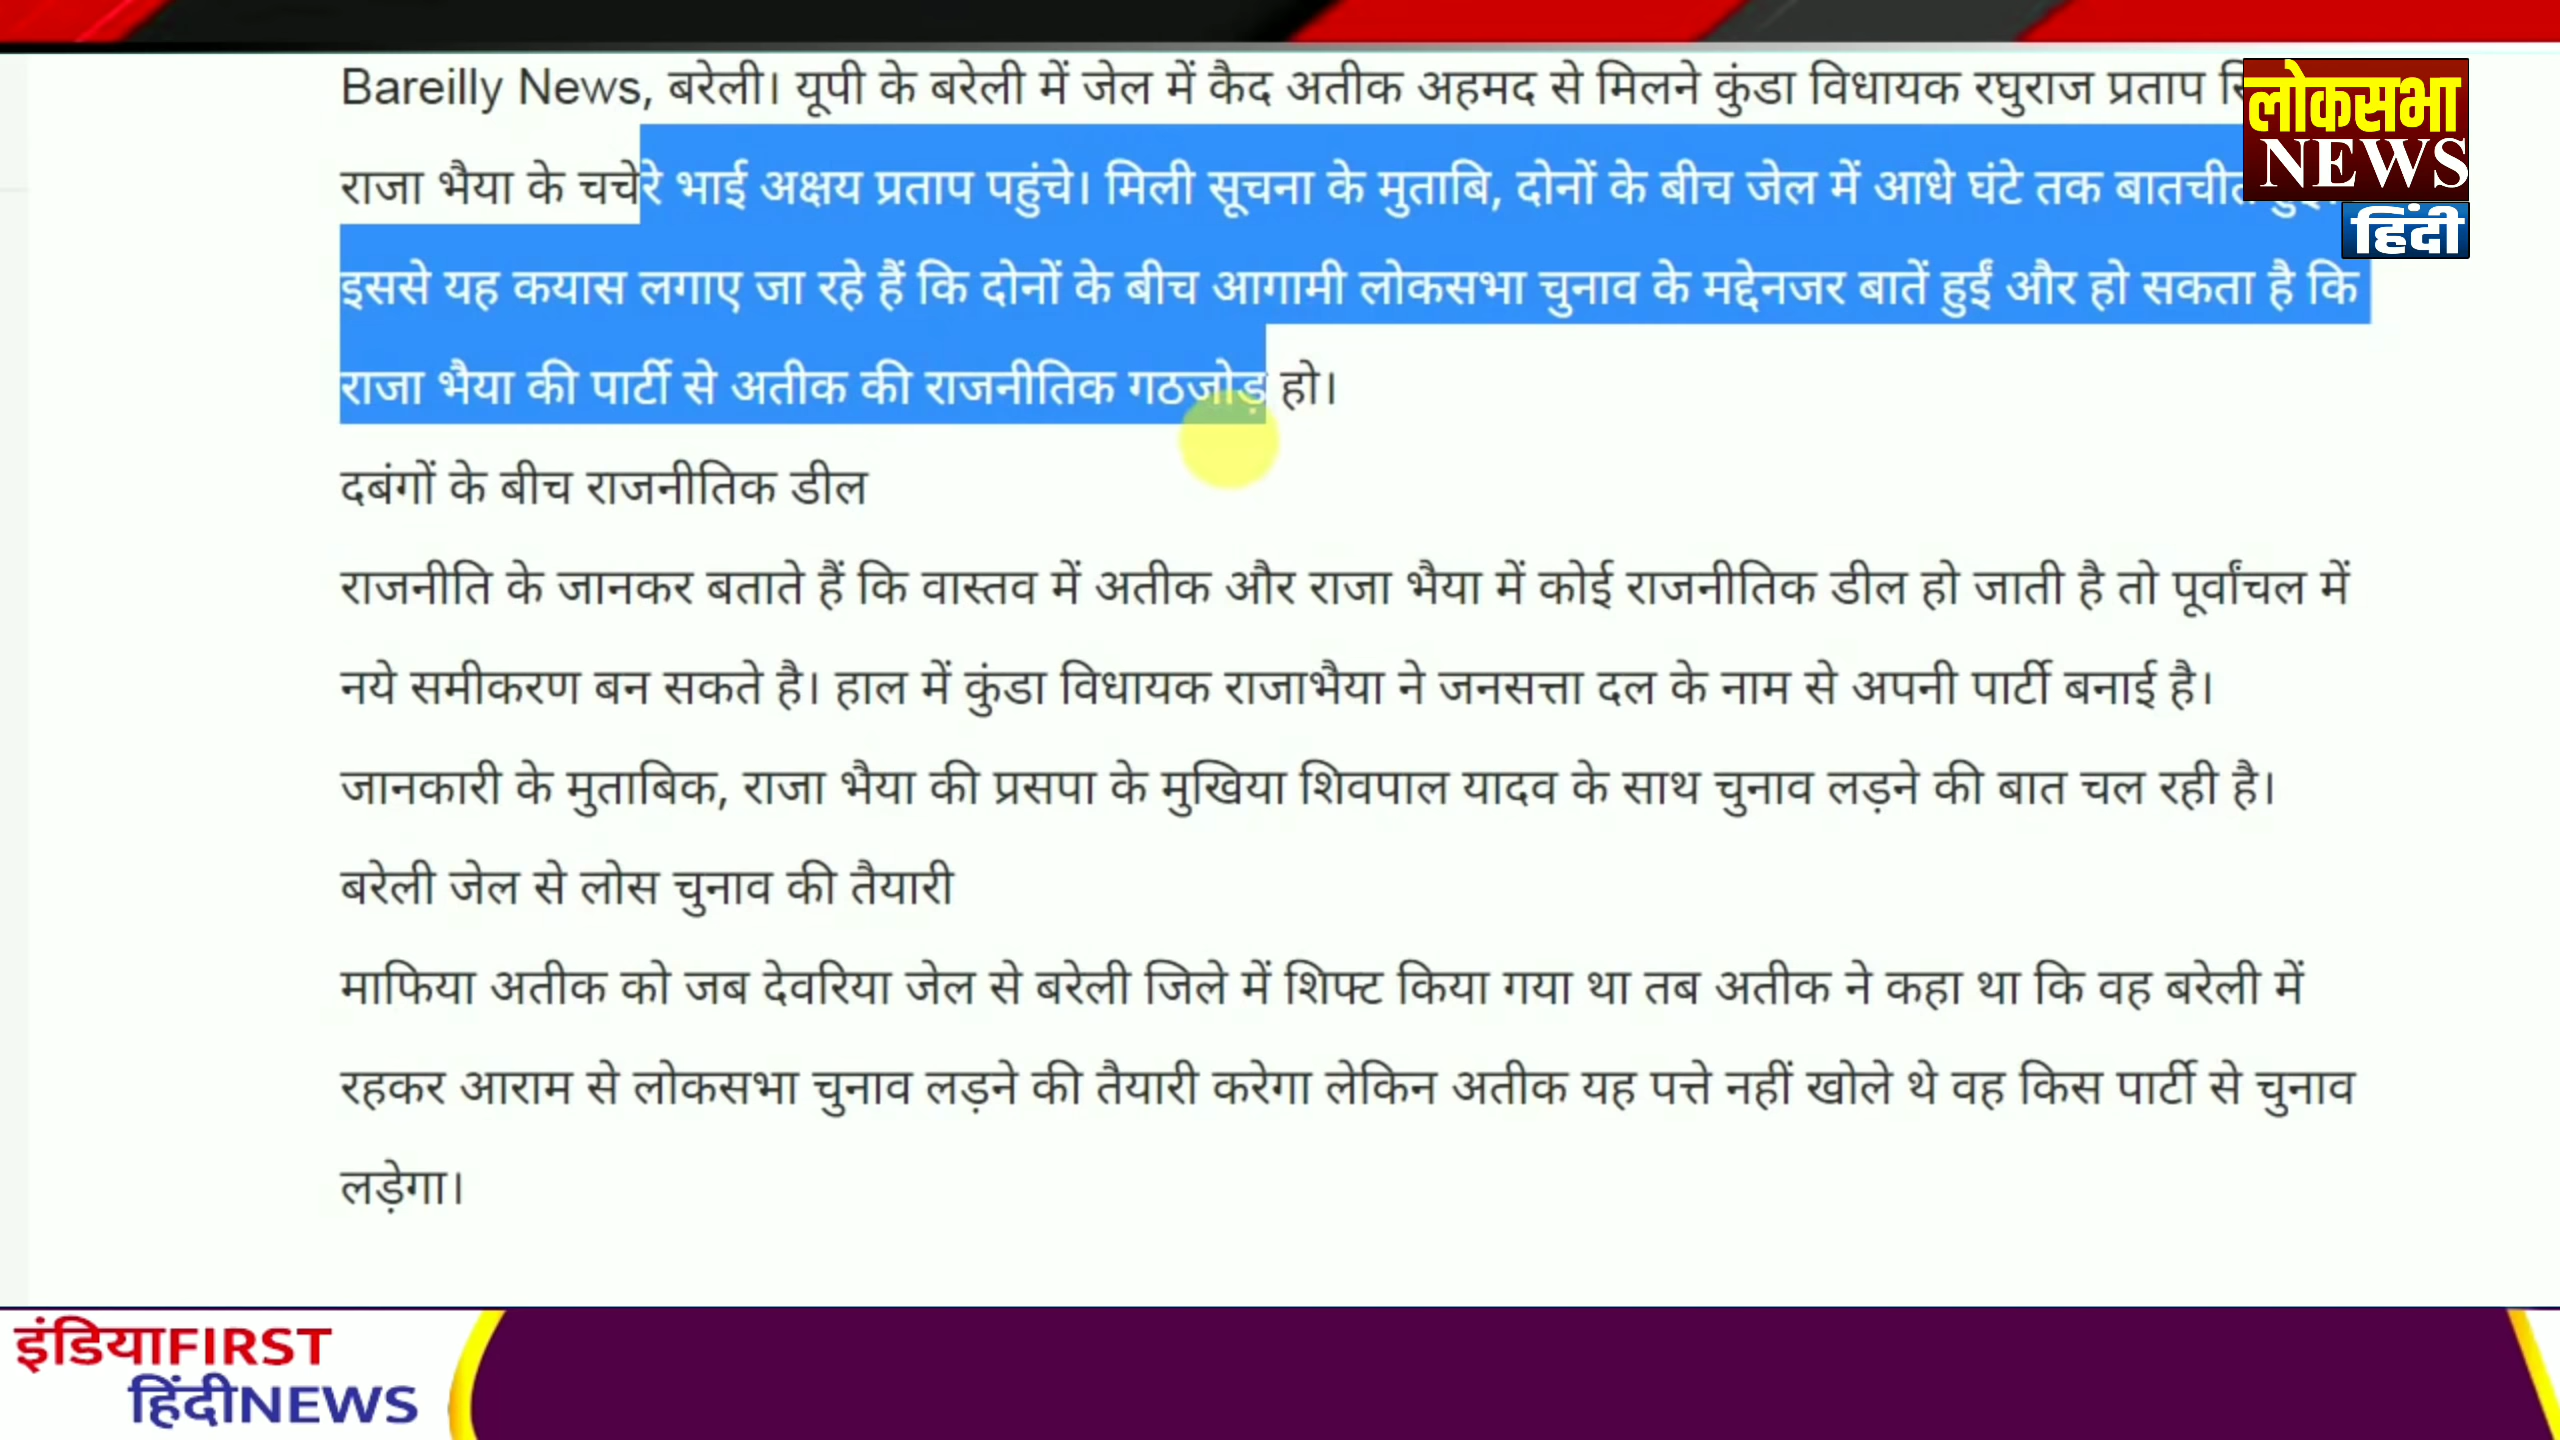 Bareilly News, बरेली। यूपी के बरेली में जेल में कैद अतीक अहमद से मिलने कुंडा विधायक रघुराज प्रताप
लोकसभा
NEWS
हिंदी
राजा भैया के चचेरे भाई अक्षय प्रताप पहुंचे। मिली सूचना के मुताबि, दोनों के बीच जेल में आधे घंटे तक बातचीत
इससे यह कयास लगाए जा रहे हैं कि दोनों के बीच आगामी लोकसभा चुनाव के मद्देनजर बातें हुईं और हो सकता है कि
राजा भैया की पार्टी से अतीक की राजनीतिक गठजोड़ हो।
दबंगों के बीच राजनीतिक डील
राजनीति के जानकर बताते हैं कि वास्तव में अतीक और राजा भैया में कोई राजनीतिक डील हो जाती है तो पूर्वांचल में
नये समीकरण बन सकते है। हाल में कुंडा विधायक राजाभैया ने जनसत्ता दल के नाम से अपनी पार्टी बनाई है।
जानकारी के मुताबिक, राजा भैया की प्रसपा के मुखिया शिवपाल यादव के साथ चुनाव लड़ने की बात चल रही है।
बरेली जेल से लोस चुनाव की तैयारी
माफिया अतीक को जब देवरिया जेल से बरेली जिले में शिफ्ट किया गया था तब अतीक ने कहा था कि वह बरेली में
रहकर आराम से लोकसभा चुनाव लड़ने की तैयारी करेगा लेकिन अतीक यह पत्ते नहीं खोले थे वह किस पार्टी से चुनाव
लड़ेगा।
इंडियाFIRST
हिंदीNEWS